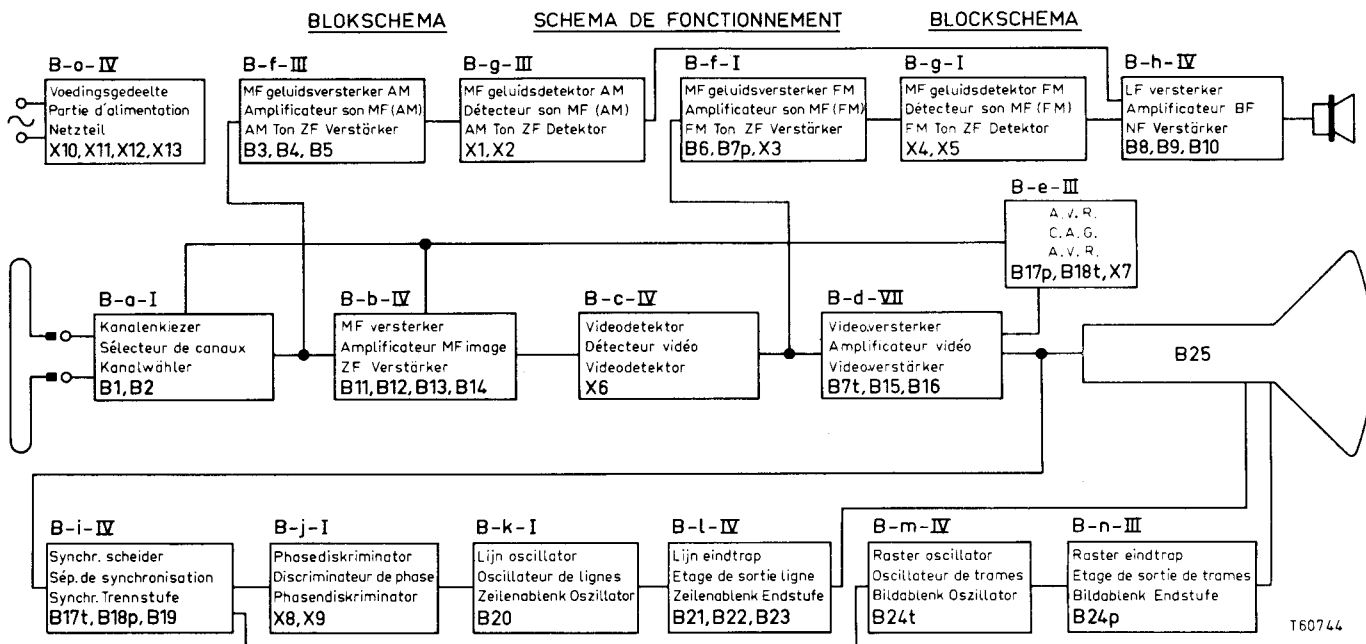 BLOKSCHEMA SCHEMA DE FONCTIONNEMENT BLOCKSCHEMA
B-o-IV
Voedingsgedeelte
Partie d'alimentation
Netzteil
X10, X11, X12, X13
B-f-III
MF geluidsversterker AM
Amplificateur son MF (AM)
AM Ton ZF Verstärker
B3, B4, B5
B-g-III
MF geluidsdetektor AM
Détecteur son MF (AM)
AM Ton ZF Detektor
X1, X2
B-f-I
MF geluidsversterker FM
Amplificateur son MF (FM)
FM Ton ZF Verstärker
B6, B7p, X3
B-g-I
MF geluidsdetektor FM
Détecteur son MF (FM)
FM Ton ZF Detektor
X4, X5
B-h-IV
LF versterker
Amplificateur BF
NF Verstärker
B8, B9, B10
B-e-III
A.V.R.
C.A.G.
A.V.R.
B17p, B18t, X7
B-a-I
Kanalenkiezer
Sélecteur de canaux
Kanalwähler
B1, B2
B-b-IV
MF versterker
Amplificateur MF image
ZF Verstärker
B11, B12, B13, B14
B-c-IV
Videodetektor
Détecteur vidéo
Videodetektor
X6
B-d-VII
Video.versterker
Amplificateur vidéo
Video.verstärker
B7t, B15, B16
B25
B-i-IV
Synchr. scheider
Sép. de synchronisation
Synchr. Trennstufe
B17t, B18p, B19
B-j-I
Phasediskriminator
Discriminateur de phase
Phasendiskriminator
X8, X9
B-k-I
Lijn oscillator
Oscillateur de lignes
Zeilenablenk Oszillator
B20
B-l-IV
Lijn eindtrap
Etage de sortie ligne
Zeilenablenk Endstufe
B21, B22, B23
B-m-IV
Raster oscillator
Oscillateur de trames
Bildablenk Oszillator
B24t
B-n-III
Raster eindtrap
Etage de sortie de trames
Bildablenk Endstufe
B24p
T60744